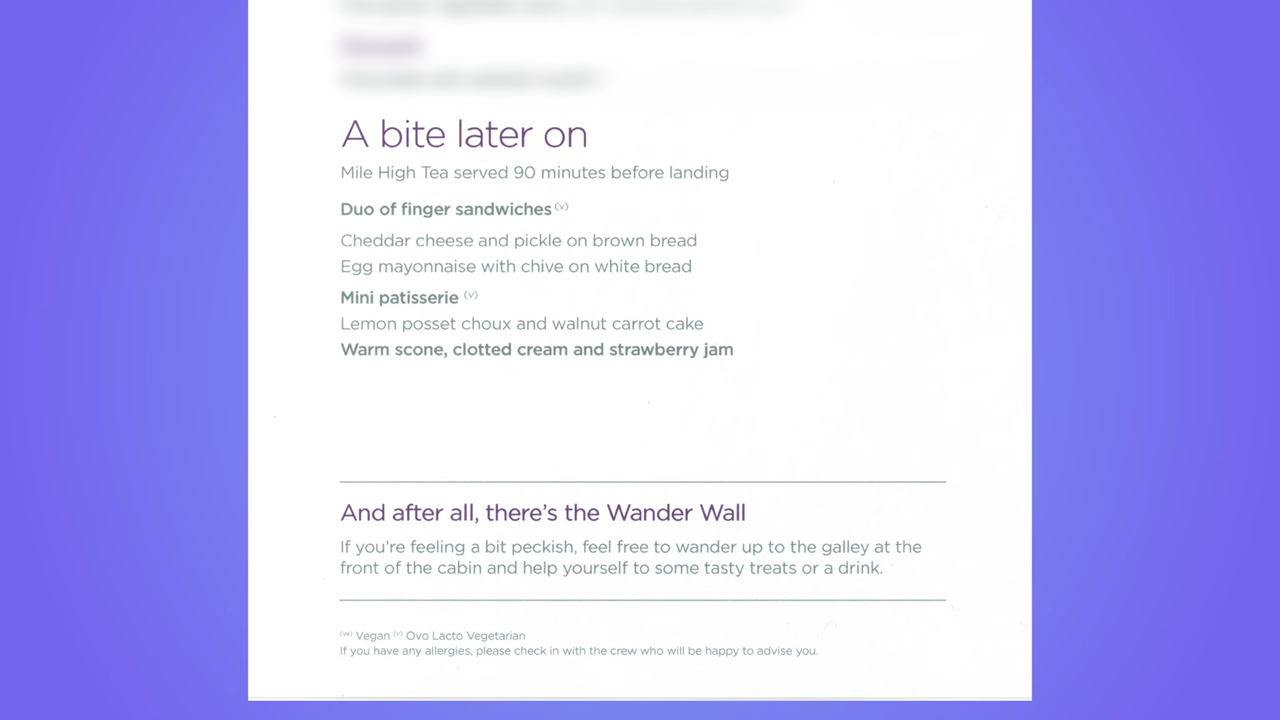 A bite later on
Mile High Tea served 90 minutes before landing
Duo of finger sandwiches (v)
Cheddar cheese and pickle on brown bread
Egg mayonnaise with chive on white bread
Mini patisserie (v)
Lemon posset choux and walnut carrot cake
Warm scone, clotted cream and strawberry jam
And after all, there’s the Wander Wall
If you’re feeling a bit peckish, feel free to wander up to the galley at the
front of the cabin and help yourself to some tasty treats or a drink.
(ve) Vegan (v) Ovo Lacto Vegetarian
If you have any allergies, please check in with the crew who will be happy to advise you.